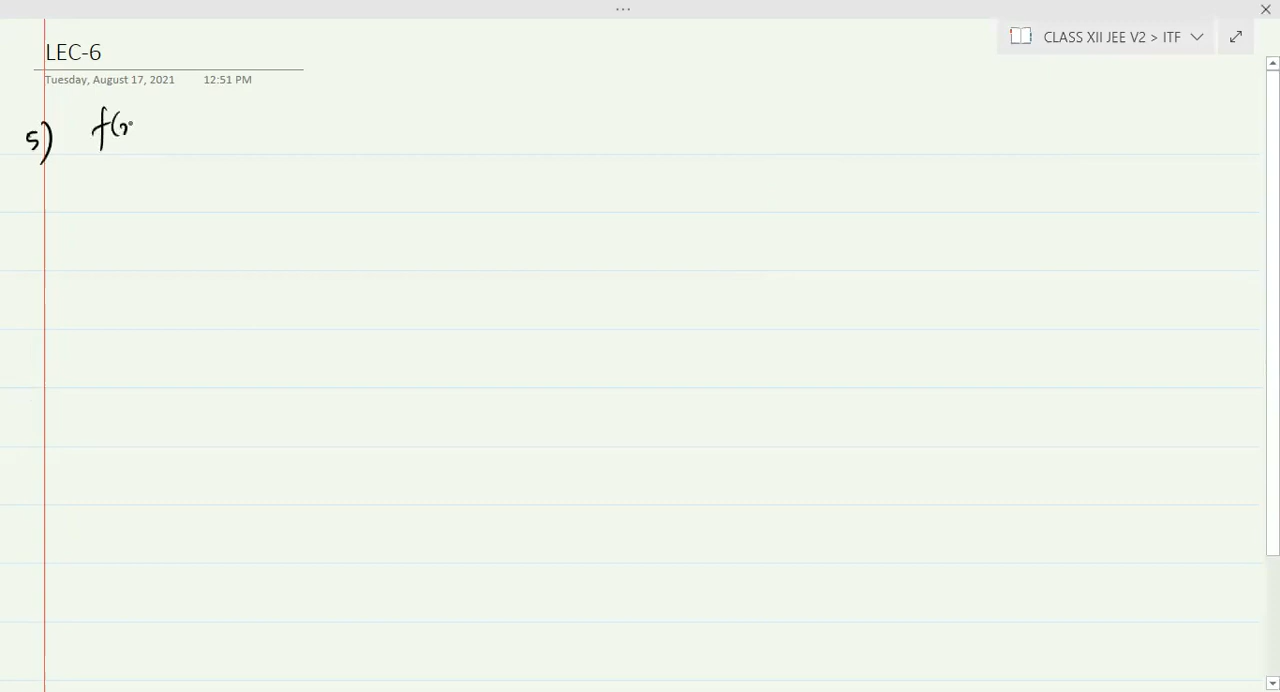 CLASS XII JEE V2 > ITF
LEC-6
Tuesday, August 17, 2021 12:51 PM
5) f(